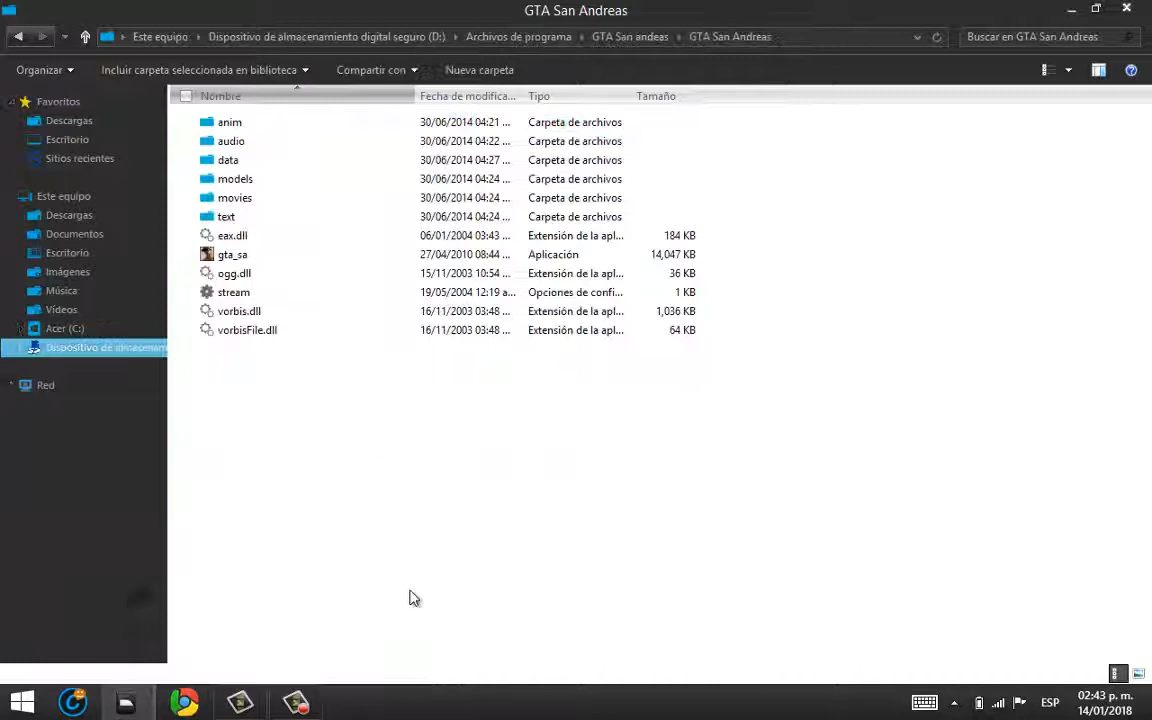 GTA San Andreas
Este equipo Dispositivo de almacenamiento digital seguro (D:) Archivos de programa GTA San andeas GTA San Andreas Buscar en GTA San Andreas
Organizar Incluir carpeta seleccionada en biblioteca Compartir con Nueva carpeta
Favoritos
Descargas
Escritorio
Sitios recientes
Este equipo
Descargas
Documentos
Escritorio
Imágenes
Música
Vídeos
Acer (C:)
Dispositivo de almacenam
Red
Nombre Fecha de modifica... Tipo Tamaño
anim 30/06/2014 04:21 ... Carpeta de archivos
audio 30/06/2014 04:22 ... Carpeta de archivos
data 30/06/2014 04:27 ... Carpeta de archivos
models 30/06/2014 04:24 ... Carpeta de archivos
movies 30/06/2014 04:24 ... Carpeta de archivos
text 30/06/2014 04:24 ... Carpeta de archivos
eax.dll 06/01/2004 03:43 ... Extensión de la apl... 184 KB
gta_sa 27/04/2010 08:44 ... Aplicación 14,047 KB
ogg.dll 15/11/2003 10:54 ... Extensión de la apl... 36 KB
stream 19/05/2004 12:19 a... Opciones de confi... 1 KB
vorbis.dll 16/11/2003 03:48 ... Extensión de la apl... 1,036 KB
vorbisFile.dll 16/11/2003 03:48 ... Extensión de la apl... 64 KB
ESP
02:43 p. m.
14/01/2018